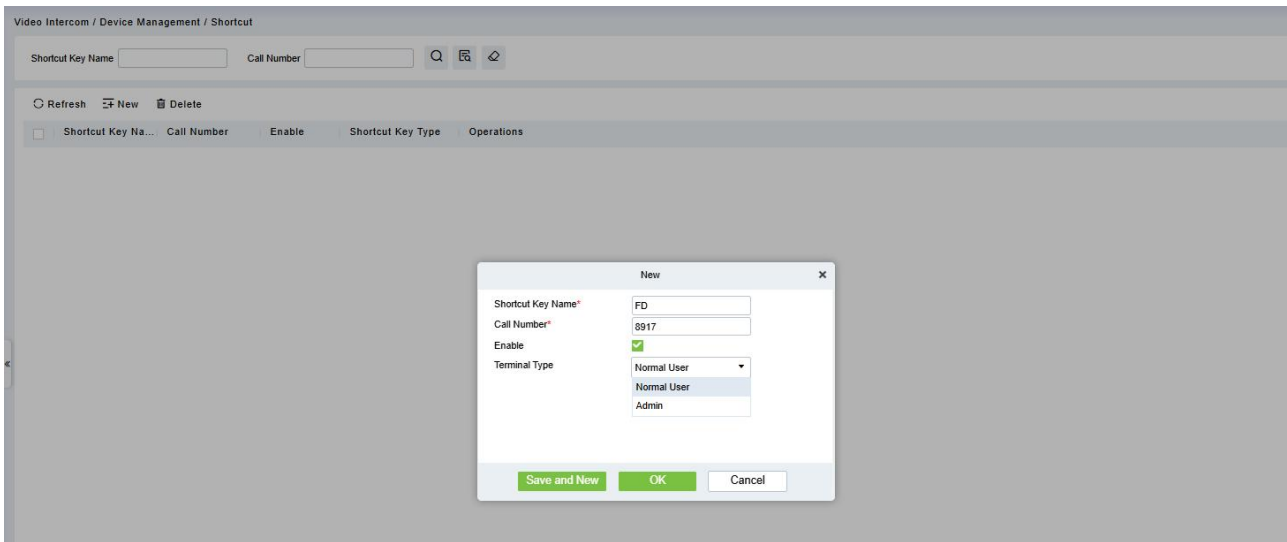 Video Intercom / Device Management / Shortcut
Shortcut Key Name Call Number
Refresh New Delete
Shortcut Key Na... Call Number Enable Shortcut Key Type Operations
New
Shortcut Key Name* FD
Call Number* 8917
Enable
Terminal Type Normal User
Normal User
Admin
Save and New OK Cancel